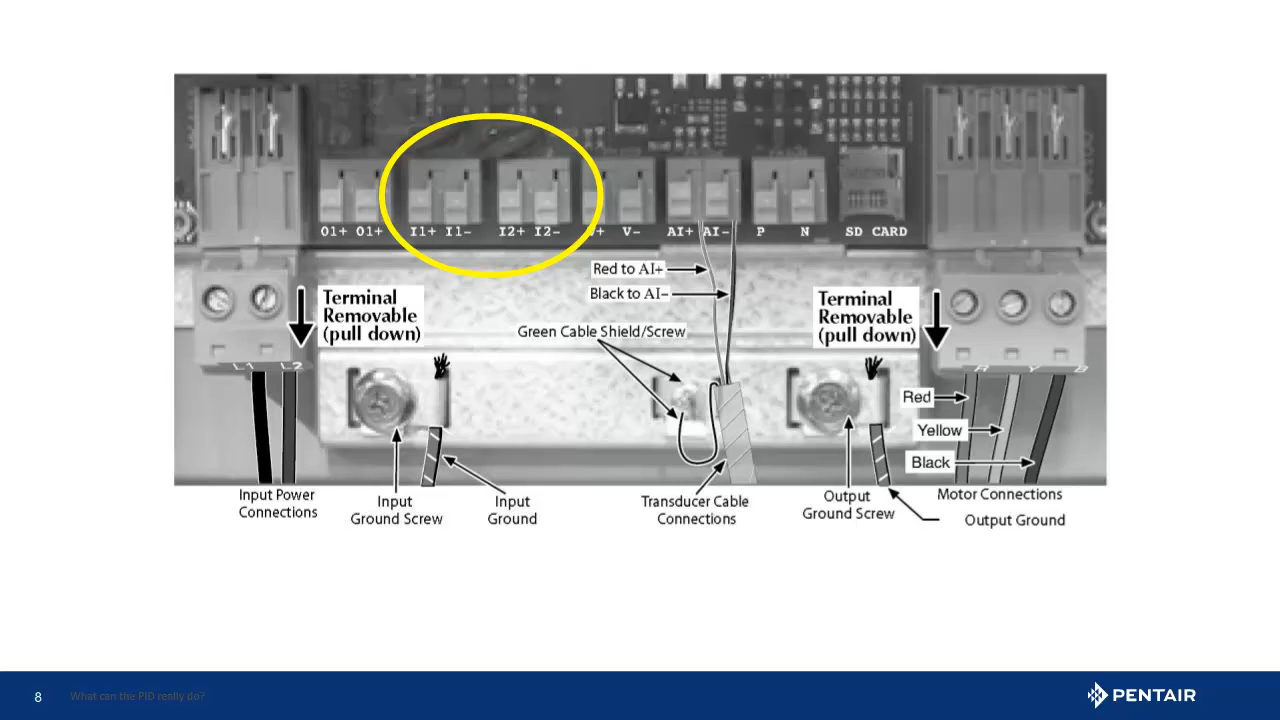 O1+ O1+ I1+ I1- I2+ I2- V- AI+ AI- P N SD CARD
Red to AI+
Black to AI-
Terminal
Removable
(pull down)
Terminal
Removable
(pull down)
Green Cable Shield/Screw
L1 L2
R Y B
Red
Yellow
Black
Input Power
Connections
Input
Ground Screw
Input
Ground
Transducer Cable
Connections
Output
Ground Screw
Motor Connections
Output Ground
8 What can the PID really do?
PENTAIR